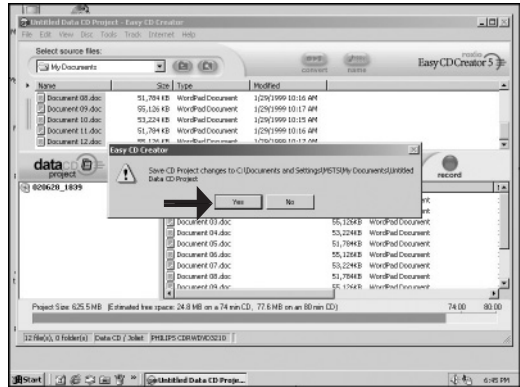 Untitled Data CD Project - Easy CD Creator
File Edit View Disc Tools Track Internet Help
Select source files:
My Documents
convert
name
roxio
Easy CD Creator 5
Name Size Type Modified
Document 08.doc 51,784 KB WordPad Document 1/29/1999 10:16 AM
Document 09.doc 55,126 KB WordPad Document 1/29/1999 10:17 AM
Document 10.doc 53,224 KB WordPad Document 1/29/1999 10:15 AM
Document 11.doc 51,784 KB WordPad Document 1/29/1999 10:16 AM
Document 12.doc
Easy CD Creator
Save CD Project changes to C:\Documents and Settings\MSTS\My Documents\Untitled
Data CD Project
Yes No
data CD
project
record
020620_1839
Document 03.doc 55,126KB WordPad Document
Document 04.doc 53,224KB WordPad Document
Document 05.doc 51,784KB WordPad Document
Document 06.doc 55,126KB WordPad Document
Document 07.doc 53,224KB WordPad Document
Document 08.doc 51,784KB WordPad Document
Document 09.doc 55,126KB WordPad Document
Project Size: 625.5 MB (Estimated free space: 24.8 MB on a 74 min CD, 77.6 MB on an 80 min CD) 74:00 80:00
12 file(s), 0 folder(s) Data CD / Joliet PHILIPS CDRWDVD3210
Start Untitled Data CD Proje... 6:45 PM